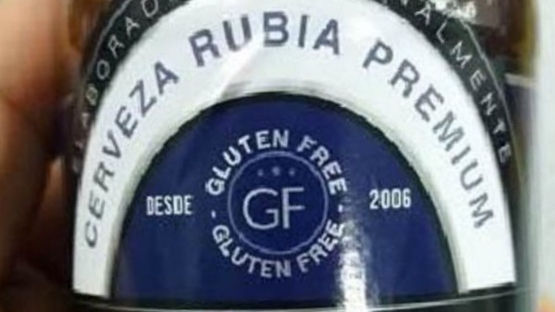 CERVEZA RUBIA PREMIUM
DESDE
GLUTEN FREE
GF
GLUTEN FREE
2006